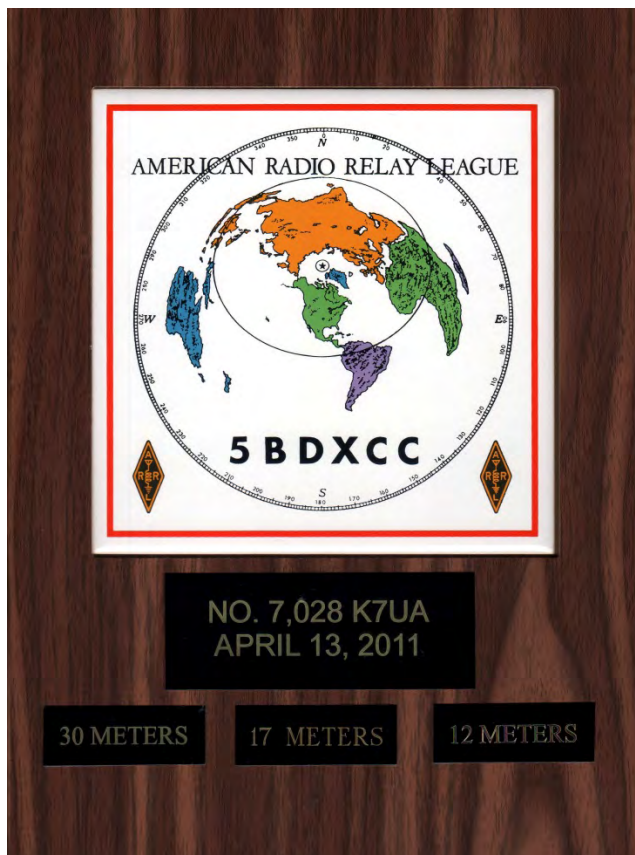 N
AMERICAN RADIO RELAY LEAGUE
W
E
5BDXCC
S
NO. 7,028 K7UA
APRIL 13, 2011
30 METERS
17 METERS
12 METERS